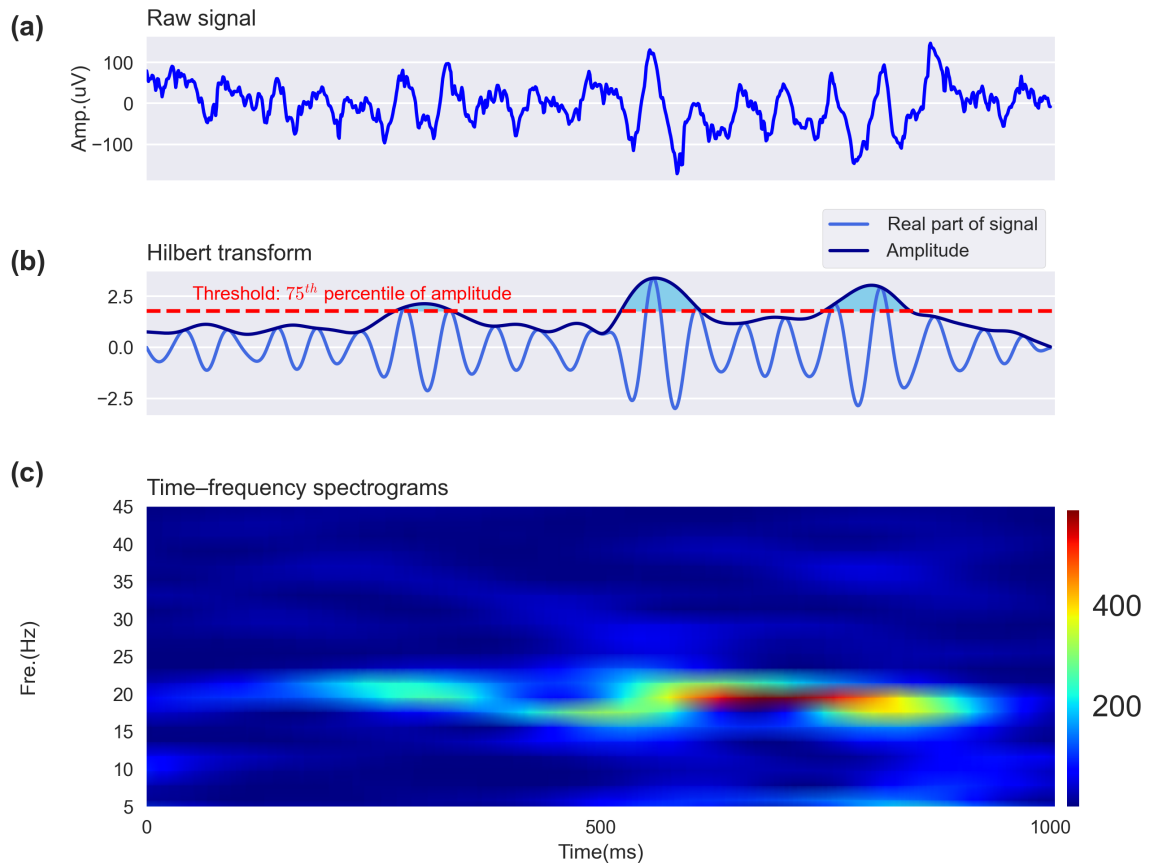 (a)
Raw signal
Amp.(uV)
100
0
−100
(b)
Hilbert transform
Real part of signal
Amplitude
Threshold: 75th percentile of amplitude
2.5
0.0
−2.5
(c)
Time–frequency spectrograms
Fre.(Hz)
45
40
35
30
25
20
15
10
5
400
200
0
500
1000
Time(ms)